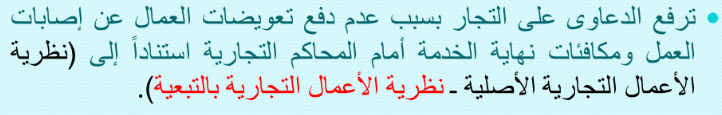 • ترفع الدعاوى على التجار بسبب عدم دفع تعويضات العمال عن إصابات
العمل ومكافئات نهاية الخدمة أمام المحاكم التجارية استناداً إلى (نظرية
الأعمال التجارية الأصلية ـ نظرية الأعمال التجارية بالتبعية).